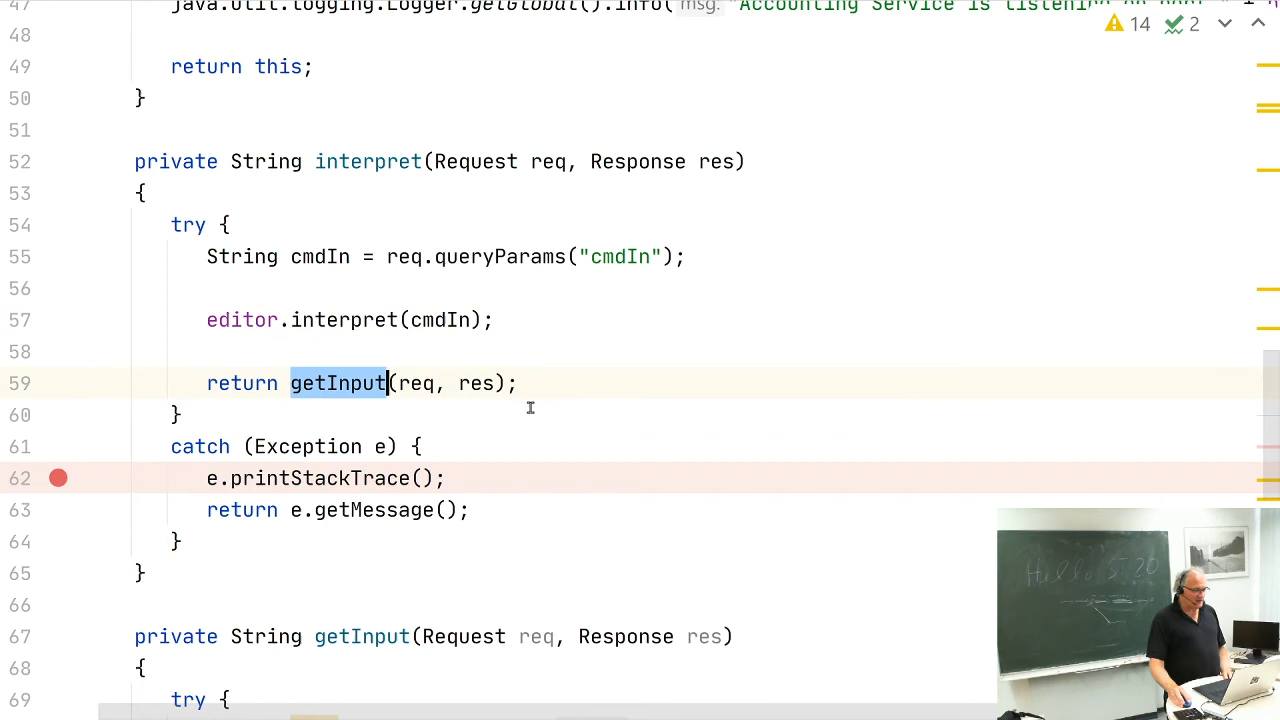 47 java.util.logging.Logger.getGlobal().info( msg: "Accounting Service is listening on port " +
⚠ 14 2
48
49 return this;
50 }
51
52 private String interpret(Request req, Response res)
53 {
54 try {
55 String cmdIn = req.queryParams("cmdIn");
56
57 editor.interpret(cmdIn);
58
59 return getInput(req, res);
60 }
61 catch (Exception e) {
62 e.printStackTrace();
63 return e.getMessage();
64 }
65 }
66
67 private String getInput(Request req, Response res)
68 {
69 try {
Hello ST20